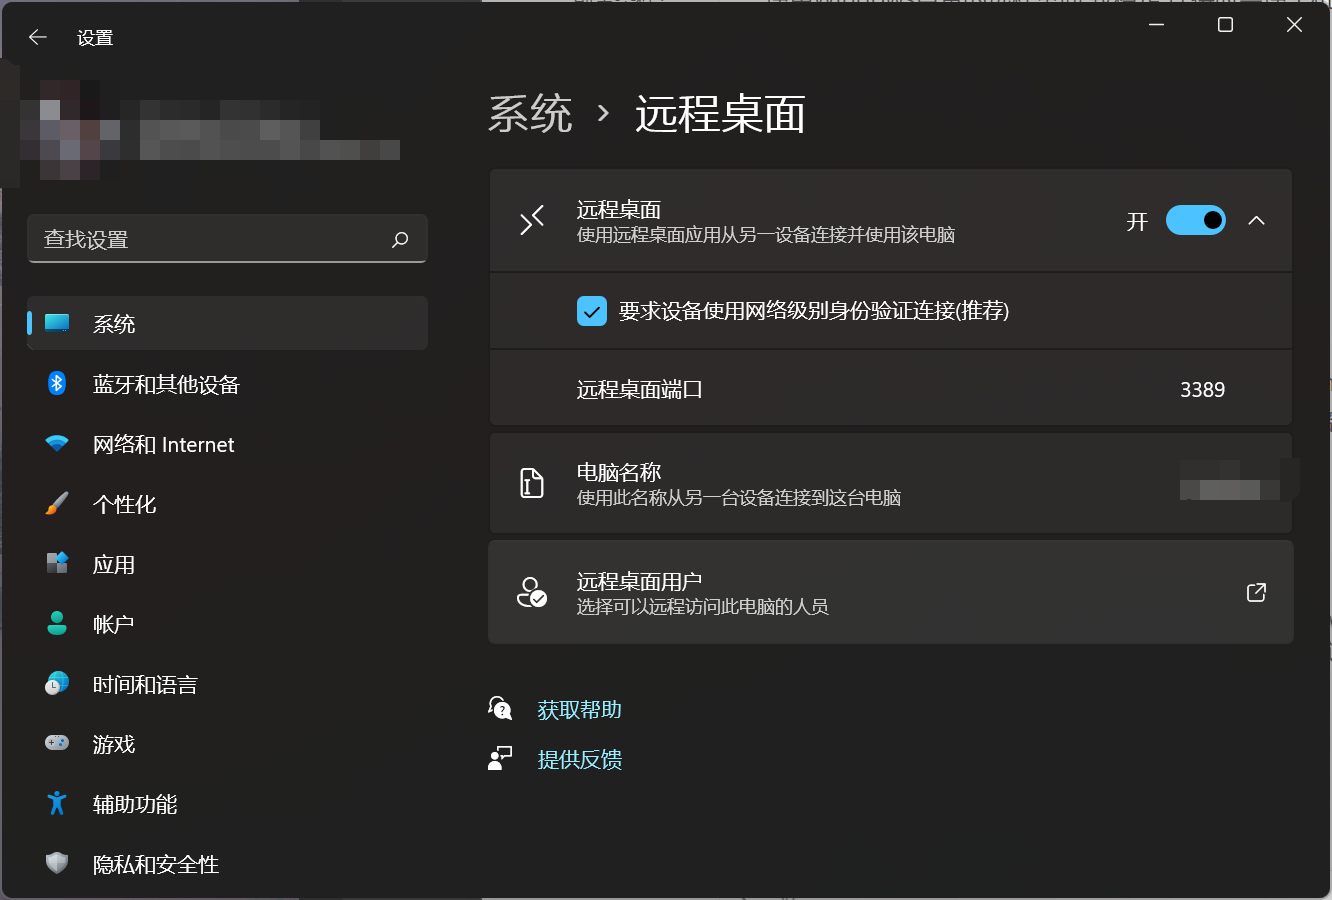 设置
系统 › 远程桌面
查找设置
系统
蓝牙和其他设备
网络和 Internet
个性化
应用
帐户
时间和语言
游戏
辅助功能
隐私和安全性
远程桌面
使用远程桌面应用从另一设备连接并使用该电脑
开
要求设备使用网络级别身份验证连接(推荐)
远程桌面端口
3389
电脑名称
使用此名称从另一台设备连接到这台电脑
远程桌面用户
选择可以远程访问此电脑的人员
获取帮助
提供反馈